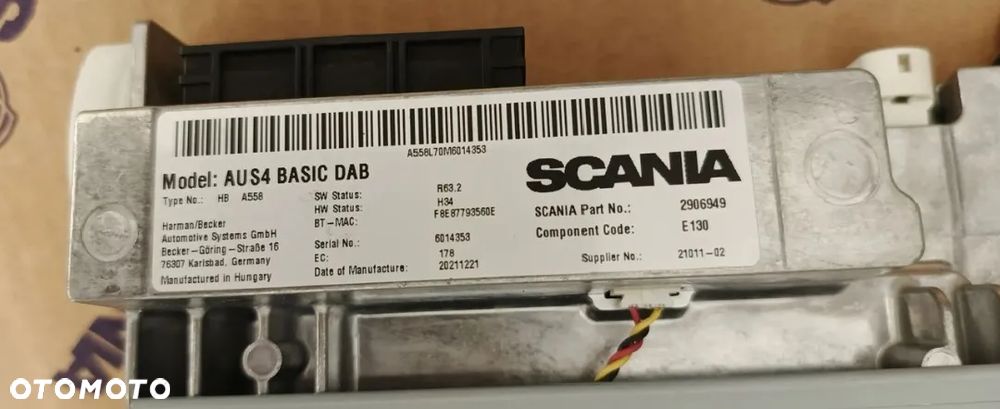 A558L70M6014353
Model: AUS4 BASIC DAB
Type No.: HB A558
Harman/Becker
Automotive Systems GmbH
Becker-Göring-Straße 16
76307 Karlsbad, Germany
Manufactured in Hungary
SW Status: R63.2
HW Status: H34
BT-MAC: F8E87793560E
Serial No.: 6014353
EC: 178
Date of Manufacture: 20211221
SCANIA
SCANIA Part No.: 2906949
Component Code: E130
Supplier No.: 21011-02
OTOMOTO